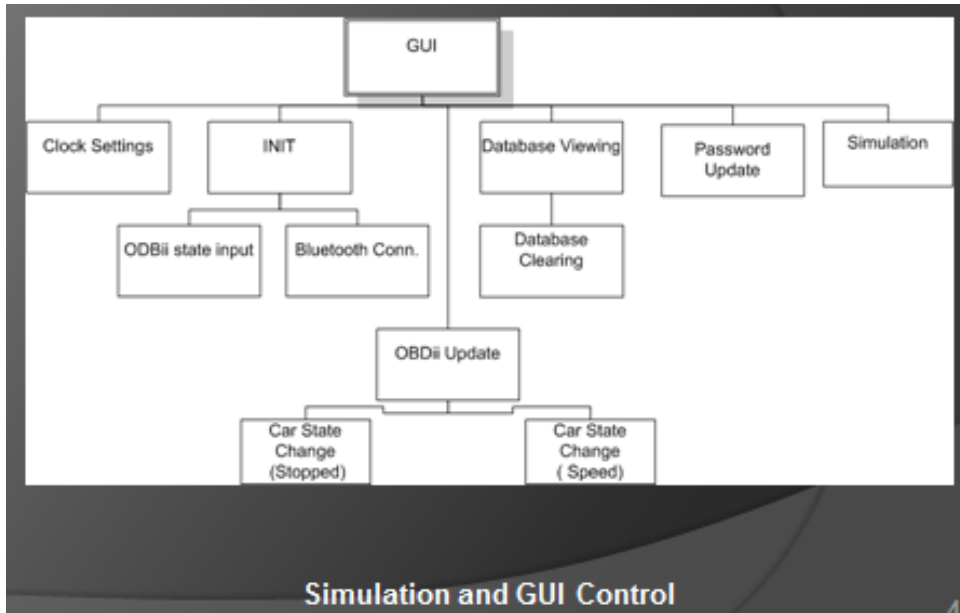 GUI
Clock Settings
INIT
Database Viewing
Password
Update
Simulation
ODBii state input
Bluetooth Conn.
Database
Clearing
OBDii Update
Car State
Change
(Stopped)
Car State
Change
( Speed)
Simulation and GUI Control